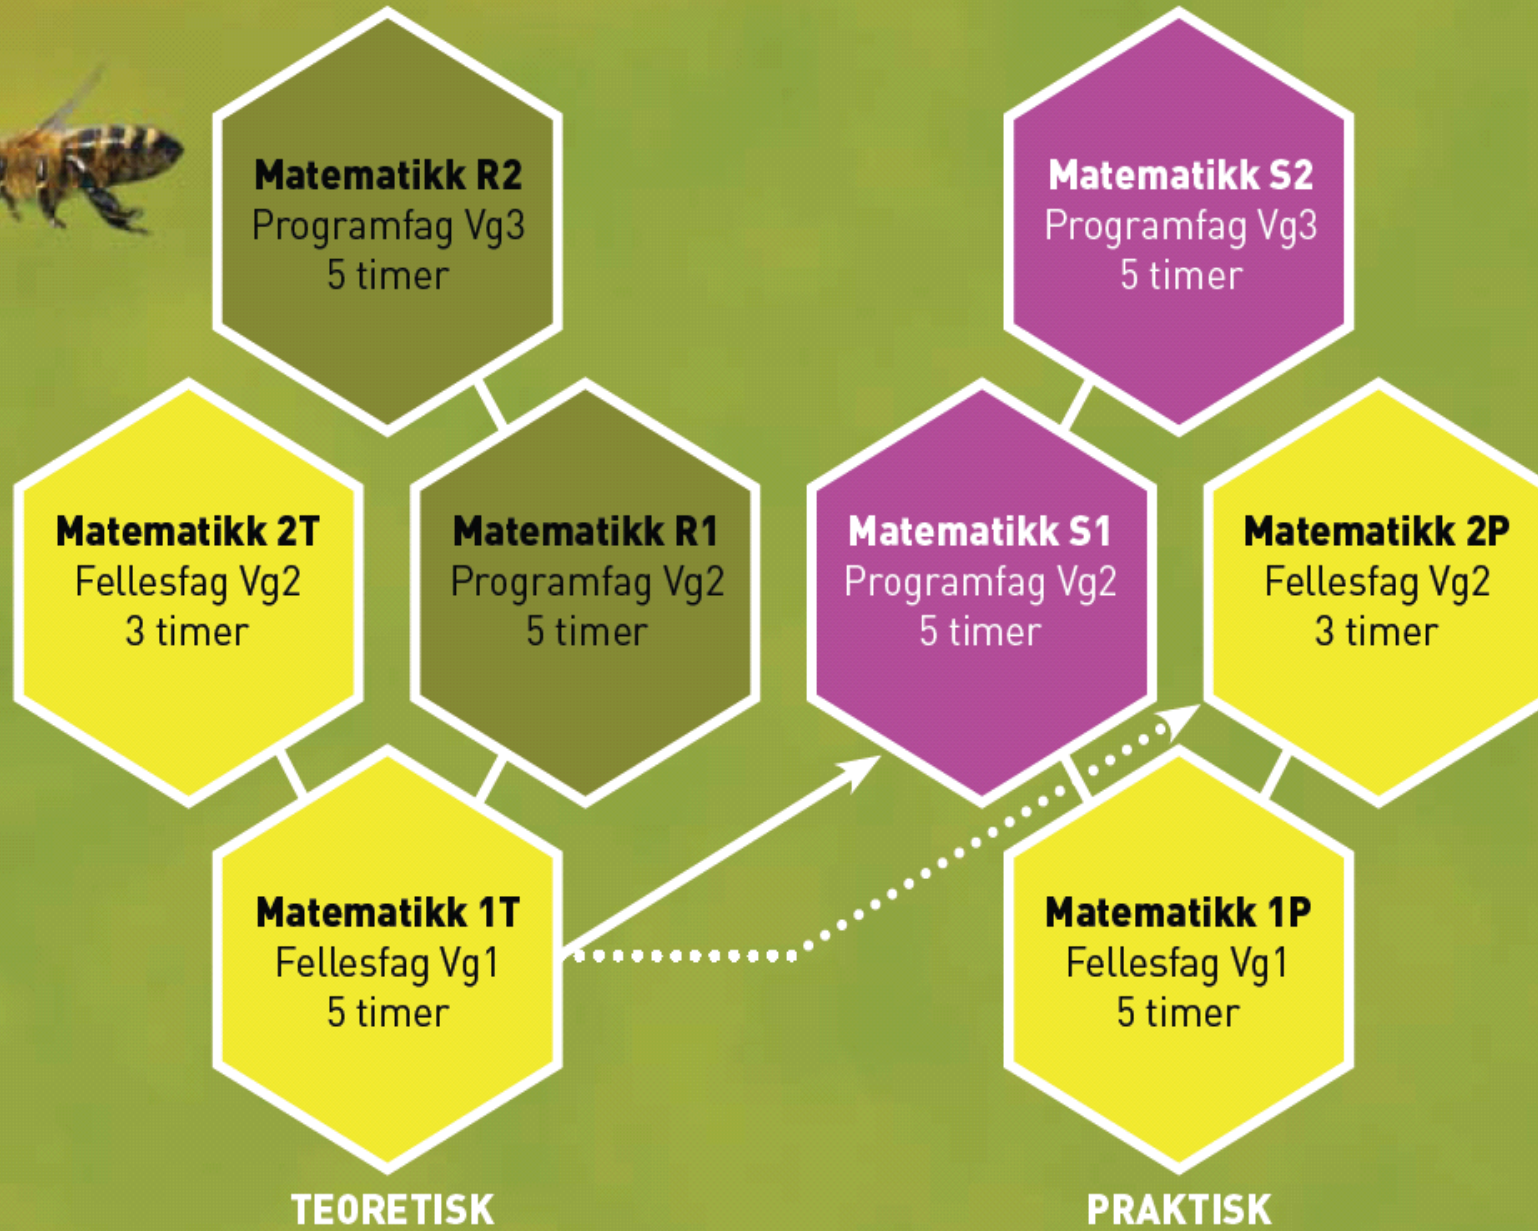 Matematikk R2
Programfag Vg3
5 timer
Matematikk S2
Programfag Vg3
5 timer
Matematikk 2T
Fellesfag Vg2
3 timer
Matematikk R1
Programfag Vg2
5 timer
Matematikk S1
Programfag Vg2
5 timer
Matematikk 2P
Fellesfag Vg2
3 timer
Matematikk 1T
Fellesfag Vg1
5 timer
Matematikk 1P
Fellesfag Vg1
5 timer
TEORETISK
PRAKTISK